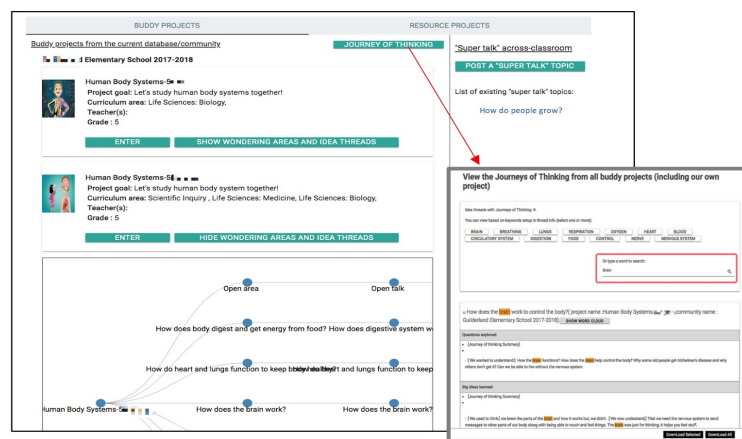 BUDDY PROJECTS
RESOURCE PROJECTS
Buddy projects from the current database/community
JOURNEY OF THINKING
"Super talk" across-classroom
Elementary School 2017-2018
POST A "SUPER TALK" TOPIC
Human Body Systems-5
Project goal: Let's study human body systems together!
Curriculum area: Life Sciences: Biology,
Teacher(s):
Grade : 5
List of existing "super talk" topics:
How do people grow?
ENTER
SHOW WONDERING AREAS AND IDEA THREADS
Human Body Systems-5
Project goal: Let's study human body system together!
Curriculum area: Scientific Inquiry , Life Sciences: Medicine, Life Sciences: Biology,
Teacher(s):
Grade : 5
ENTER
HIDE WONDERING AREAS AND IDEA THREADS
Open area
Open talk
How does body digest and get energy from food?
How does digestive system w
How do heart and lungs function to keep
t and lungs function to keep
Human Body Systems-
How does the brain work?
How does the brain work?
View the Journeys of Thinking from all buddy projects (including our own project)
Idea threads with Journeys of Thinking:
You can view based on keywords setup in thread info (select one or more):
BRAIN BREATHING LUNGS RESPIRATION OXYGEN HEART BLOOD
CIRCULATORY SYSTEM DIGESTION FOOD CONTROL NERVE NERVOUS SYSTEM
Or type a word to search:
Brain
How does the brain work to control the body?( project name :Human Body Systems community name :
Guilderland Elementary School 2017-2018) SHOW WORD CLOUD
Questions explored:
[Journey of thinking Summary]
- [We wanted to understand]: How the brain functions? How does the brain help control the body? Why some old people get Alzheimer's disease and why
others don't get it? Can we be able to live without the nervous system
Big ideas learned:
[Journey of thinking Summary]
- [We used to think] we knew the parts of the brain and how it works but, we didn't. [We now understand] That we need the nervous system to send
messages to other parts of our body along with being able to touch and feel things. The brain was just for thinking, it helps you feel stuff.
DownLoad Selected
DownLoad All